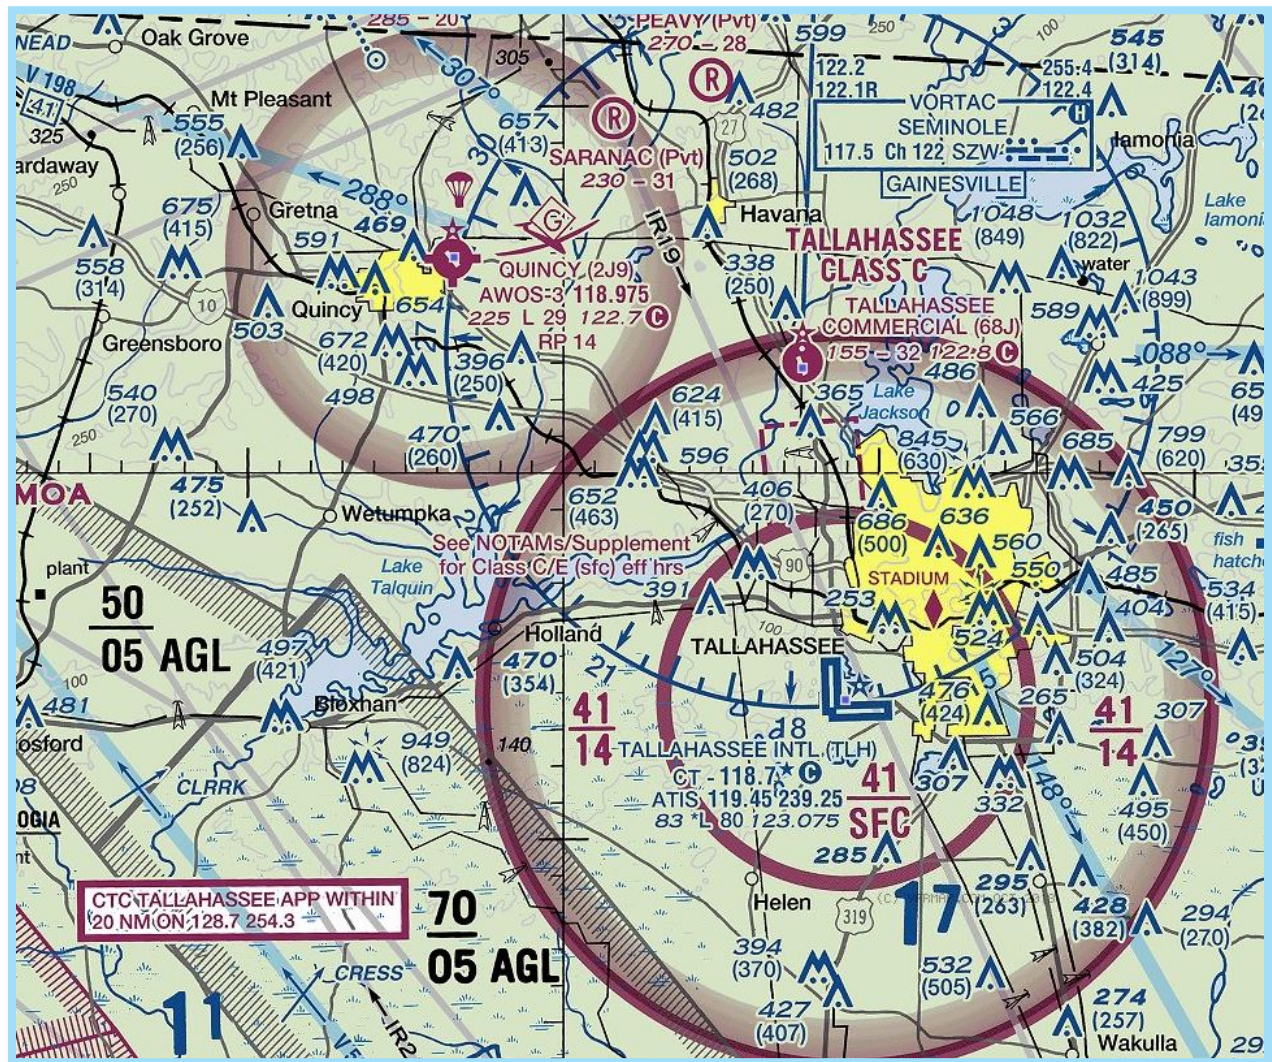 285 - 20
PEAVY (Pvt)
270 - 28
NEAD
Oak Grove
305
599
250
100
545
(314)
V 198
307°
122.2
122.1R
255.4
122.4
VORTAC
SEMINOLE
117.5 Ch 122 SZW
GAINESVILLE
H
R
R
41
325
Mt Pleasant
555
(256)
657
(413)
30
482
27
SARANAC (Pvt)
230 - 31
502
(268)
Iamonia
ardaway
250
288°
Lake
Iamonia
675
(415)
Gretna
469
591
G
IR19
Havana
1048
(849)
1032
(822)
water
558
(314)
10
QUINCY (2J9)
AWOS-3 118.975
225 L 29 122.7 C
RP 14
TALLAHASSEE
CLASS C
338
(250)
1043
(899)
503
Quincy
654
TALLAHASSEE
COMMERCIAL (68J)
155 - 32 122.8 C
589
Greensboro
672
(420)
396
(250)
088°
540
(270)
498
624
(415)
365
Lake
Jackson
486
425
250
470
(260)
566
596
845
(630)
685
799
(620)
MOA
475
(252)
Wetumpka
652
(463)
406
(270)
686
(500)
636
450
(265)
24
See NOTAMs/Supplement
for Class C/E (sfc) eff hrs
90
560
fish
plant
Lake
Talquin
391
STADIUM
550
485
534
(415)
50
05 AGL
253
404
100
Holland
TALLAHASSEE
524
497
(421)
21
470
(354)
504
(324)
127°
100
481
Bloxhan
476
(424)
265
307
osford
41
14
18
41
14
949
(824)
140
TALLAHASSEE INTL (TLH)
CT - 118.7 C
ATIS 119.45 239.25
83 *L 80 123.075
307
332
148°
CLRRK
41
SFC
495
(450)
OGIA
285
CTC TALLAHASSEE APP WITHIN
20 NM ON 128.7 254.3
70
05 AGL
Helen
319
17
295
(263)
428
(382)
294
(270)
394
(370)
CRESS
532
(505)
11
IR2
427
(407)
274
(257)
Wakulla
29